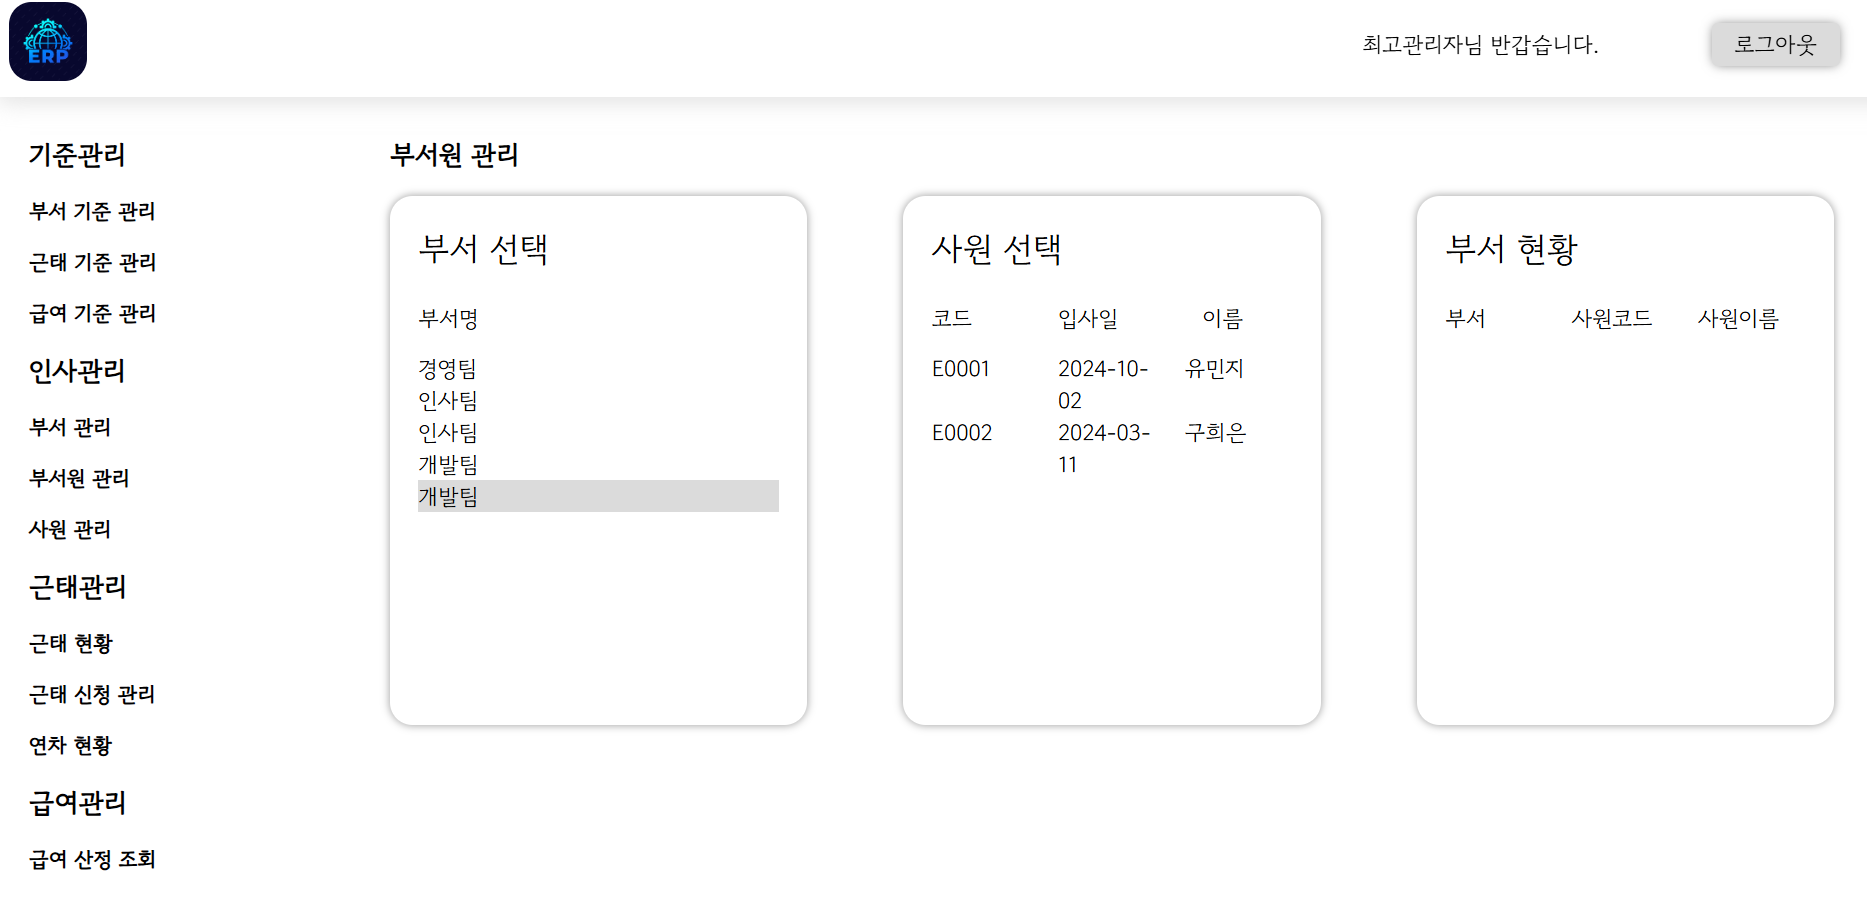 ERP
최고관리자님 반갑습니다.
로그아웃
기준관리
부서 기준 관리
근태 기준 관리
급여 기준 관리
인사관리
부서 관리
부서원 관리
사원 관리
근태관리
근태 현황
근태 신청 관리
연차 현황
급여관리
급여 산정 조회
부서원 관리
부서 선택
부서명
경영팀
인사팀
인사팀
개발팀
개발팀
사원 선택
코드 입사일 이름
E0001 2024-10-02 유민지
E0002 2024-03-11 구희은
부서 현황
부서 사원코드 사원이름